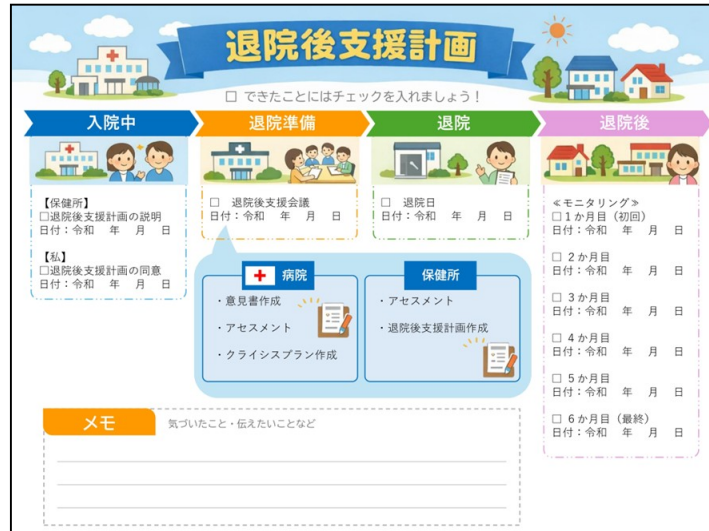 退院後支援計画
□ できたことにはチェックを入れましょう！
入院中
退院準備
退院
退院後
【保健所】
□退院後支援計画の説明
日付：令和　年　月　日
【私】
□退院後支援計画の同意
日付：令和　年　月　日
□ 退院後支援会議
日付：令和　年　月　日
□ 退院日
日付：令和　年　月　日
≪モニタリング≫
□１か月目（初回）
日付：令和　年　月　日
□ ２か月目
日付：令和　年　月　日
□ ３か月目
日付：令和　年　月　日
□ ４か月目
日付：令和　年　月　日
□ ５か月目
日付：令和　年　月　日
□ ６か月目（最終）
日付：令和　年　月　日
病院
・意見書作成
・アセスメント
・クライシスプラン作成
保健所
・アセスメント
・退院後支援計画作成
メモ
気づいたこと・伝えたいことなど